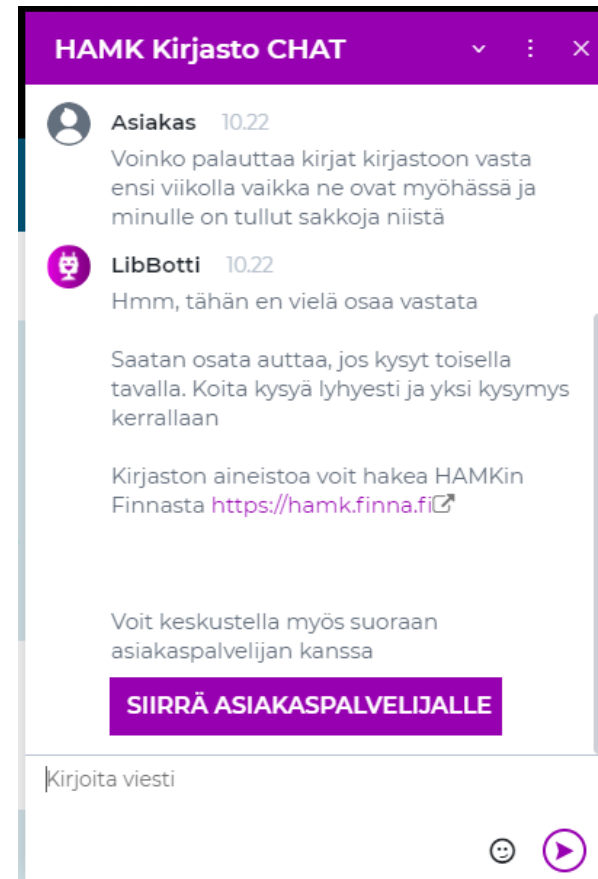 HAMK Kirjasto CHAT
Asiakas 10.22
Voinko palauttaa kirjat kirjastoon vasta
ensi viikolla vaikka ne ovat myöhässä ja
minulle on tullut sakkoja niistä
LibBotti 10.22
Hmm, tähän en vielä osaa vastata
Saatan osata auttaa, jos kysyt toisella
tavalla. Koita kysyä lyhyesti ja yksi kysymys
kerrallaan
Kirjaston aineistoa voit hakea HAMKin
Finnasta https://hamk.finna.fi
Voit keskustella myös suoraan
asiakaspalvelijan kanssa
SIIRRÄ ASIAKASPALVELIJALLE
Kirjoita viesti